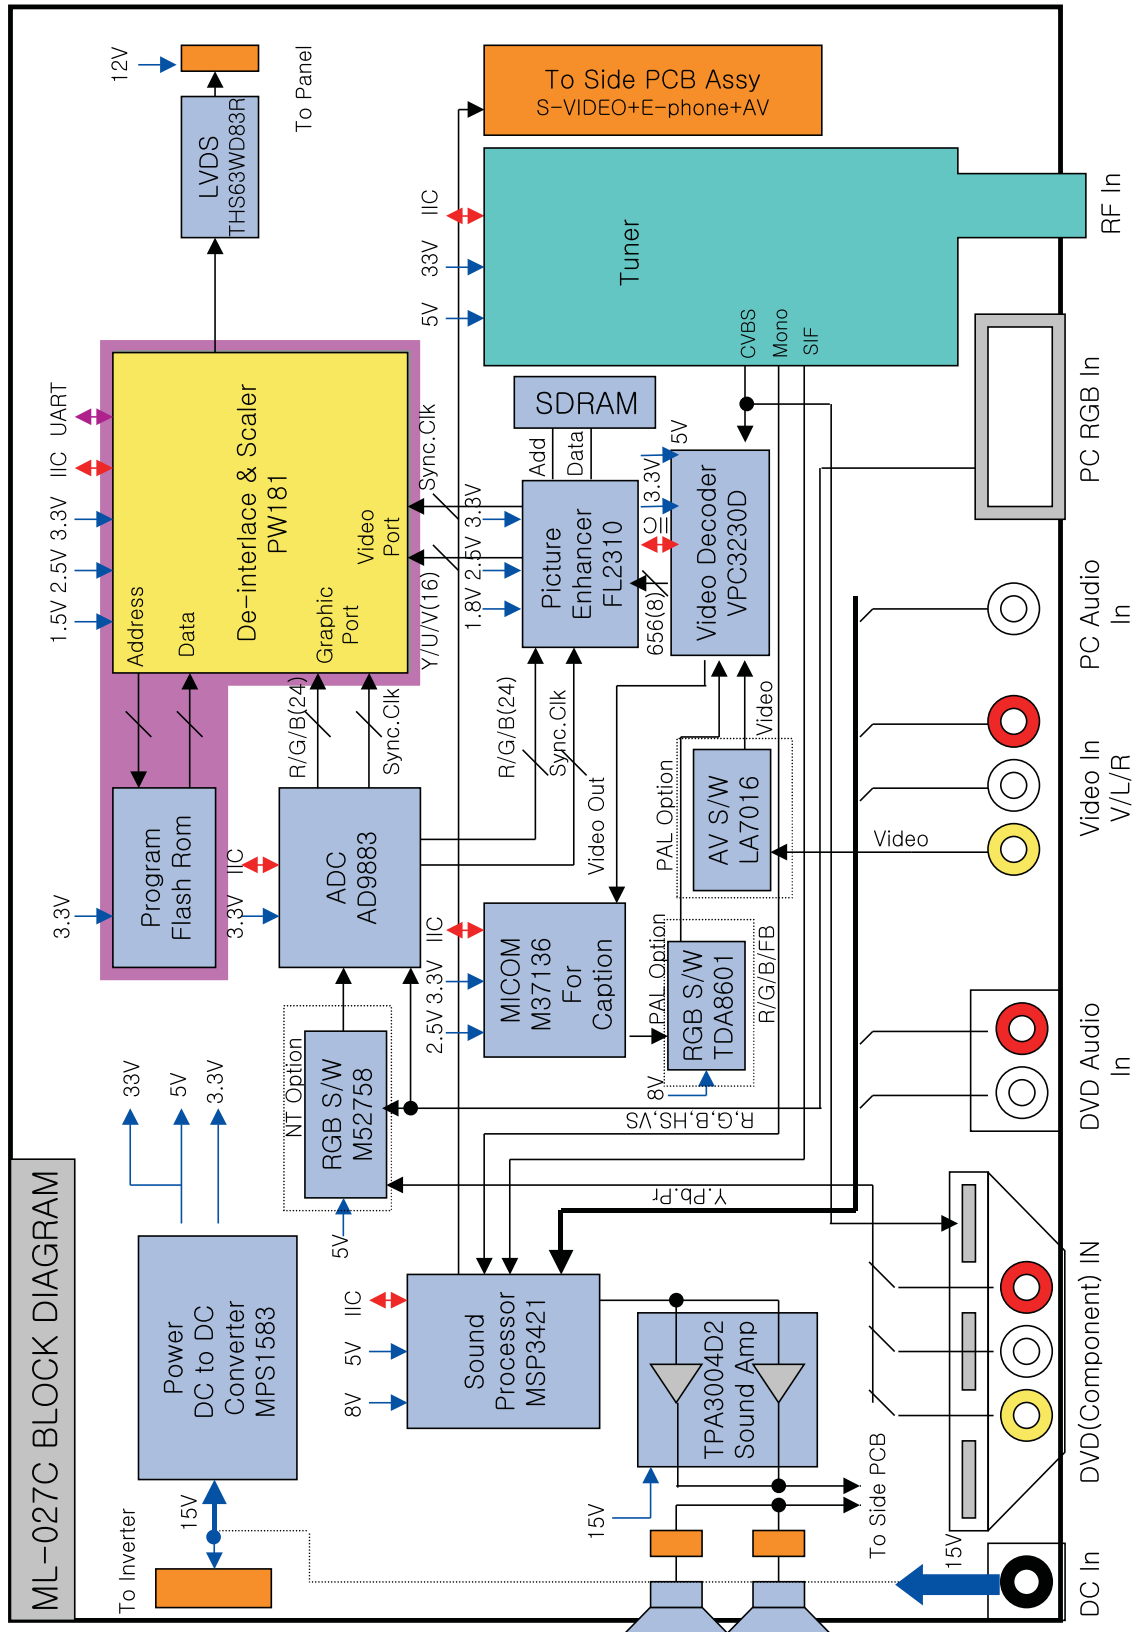 ML-027C BLOCK DIAGRAM
To Inverter
15V
Power
DC to DC
Converter
MPS1583
33V
5V
3.3V
3.3V
Program
Flash Rom
Address
Data
1.5V
2.5V
3.3V
IIC
UART
De-interlace & Scaler
PW181
Graphic
Port
Video
Port
12V
LVDS
THS63WD83R
To Panel
NT Option
RGB S/W
M52758
5V
3.3V
IIC
ADC
AD9883
R/G/B(24)
Sync.Clk
Y/U/V(16)
Sync.Clk
To Side PCB Assy
S-VIDEO+E-phone+AV
8V
5V
IIC
Sound
Processor
MSP3421
2.5V
3.3V
IIC
MICOM
M37136
For
Caption
R/G/B(24)
Sync.Clk
Video Out
1.8V
2.5V
3.3V
Picture
Enhancer
FL2310
Add
Data
SDRAM
5V
33V
IIC
Tuner
CVBS
Mono
SIF
RF In
15V
TPA3004D2
Sound Amp
To Side PCB
R,G,B,HS,VS
Y.Pb.Pr
8V
PAL Option
RGB S/W
TDA8601
R/G/B/FB
PAL Option
AV S/W
LA7016
Video
Video
656(8)
IIC
3.3V
5V
Video Decoder
VPC3230D
15V
DC In
DVD(Component) IN
DVD Audio
In
Video In
V/L/R
PC Audio
In
PC RGB In